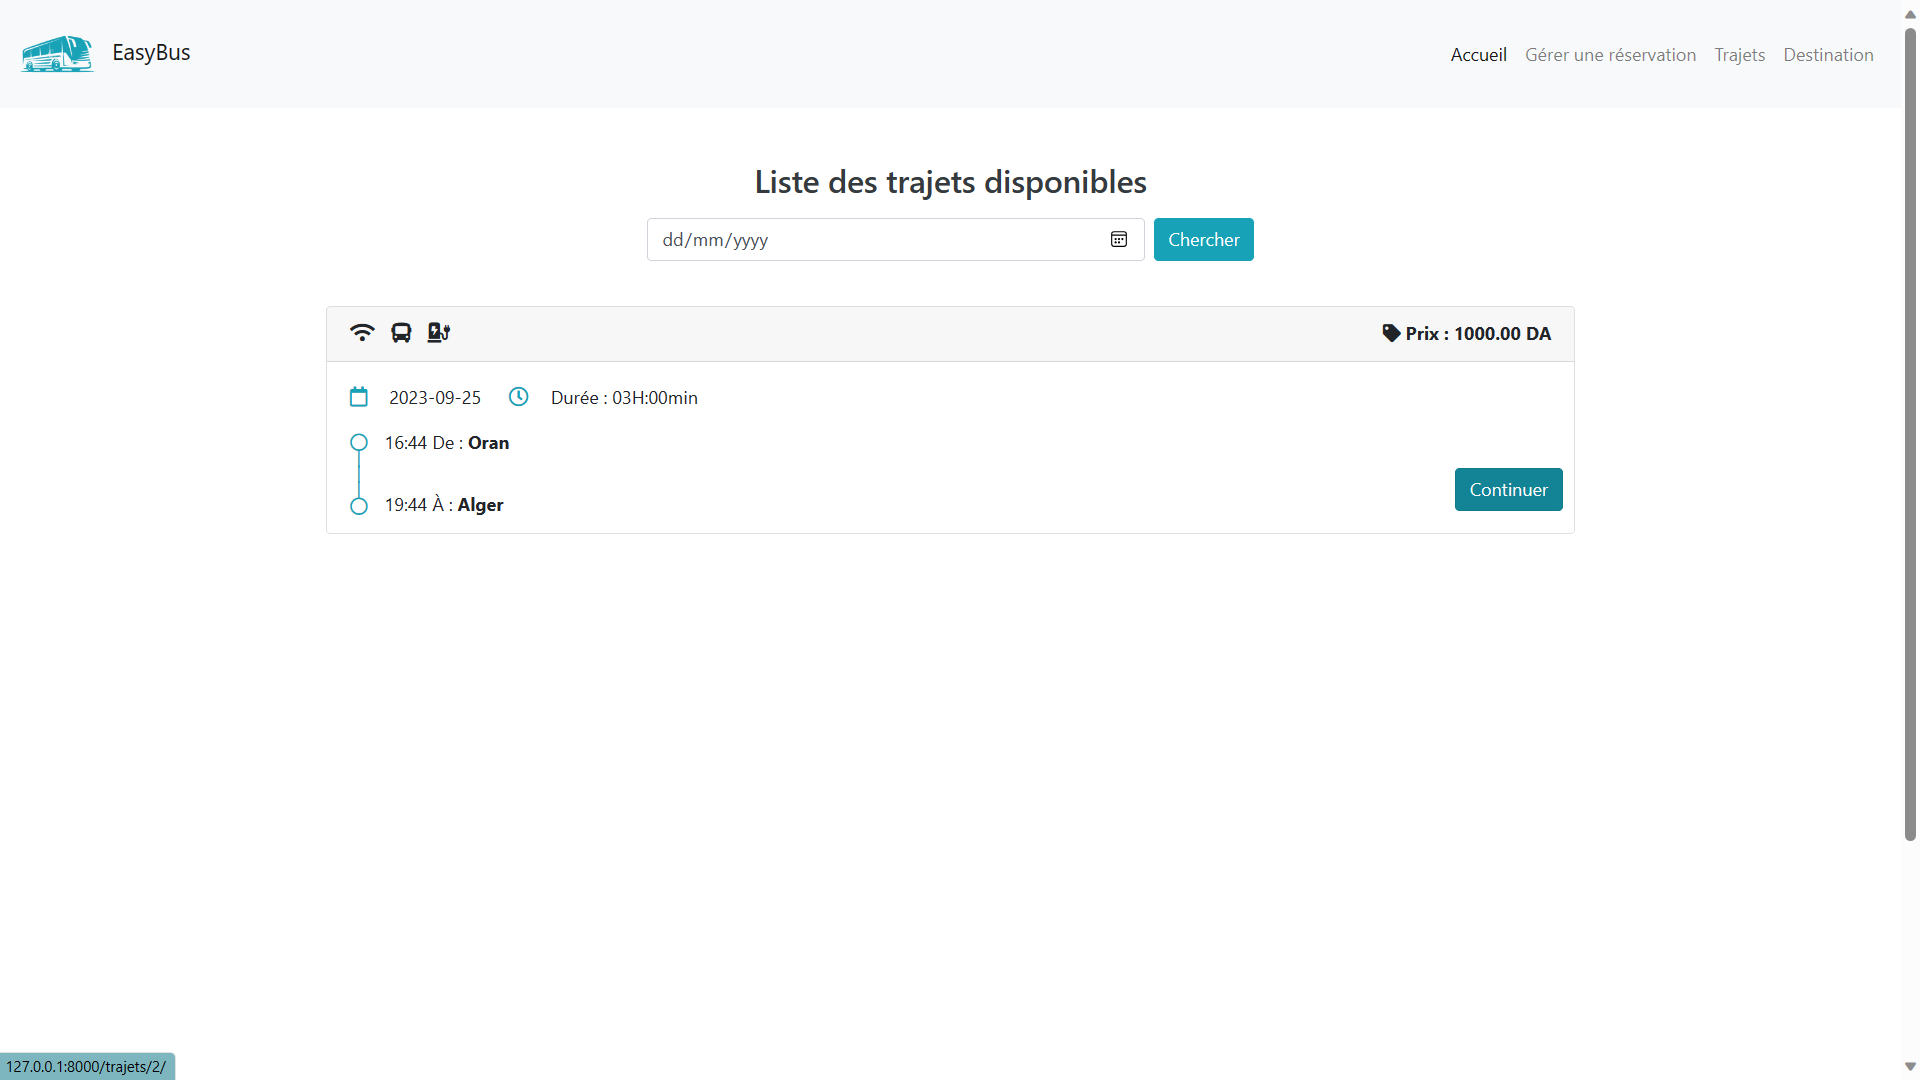 EasyBus
Accueil Gérer une réservation Trajets Destination
Liste des trajets disponibles
dd/mm/yyyy Chercher
Prix : 1000.00 DA
2023-09-25 Durée : 03H:00min
16:44 De : Oran
19:44 À : Alger
Continuer
127.0.0.1:8000/trajets/2/